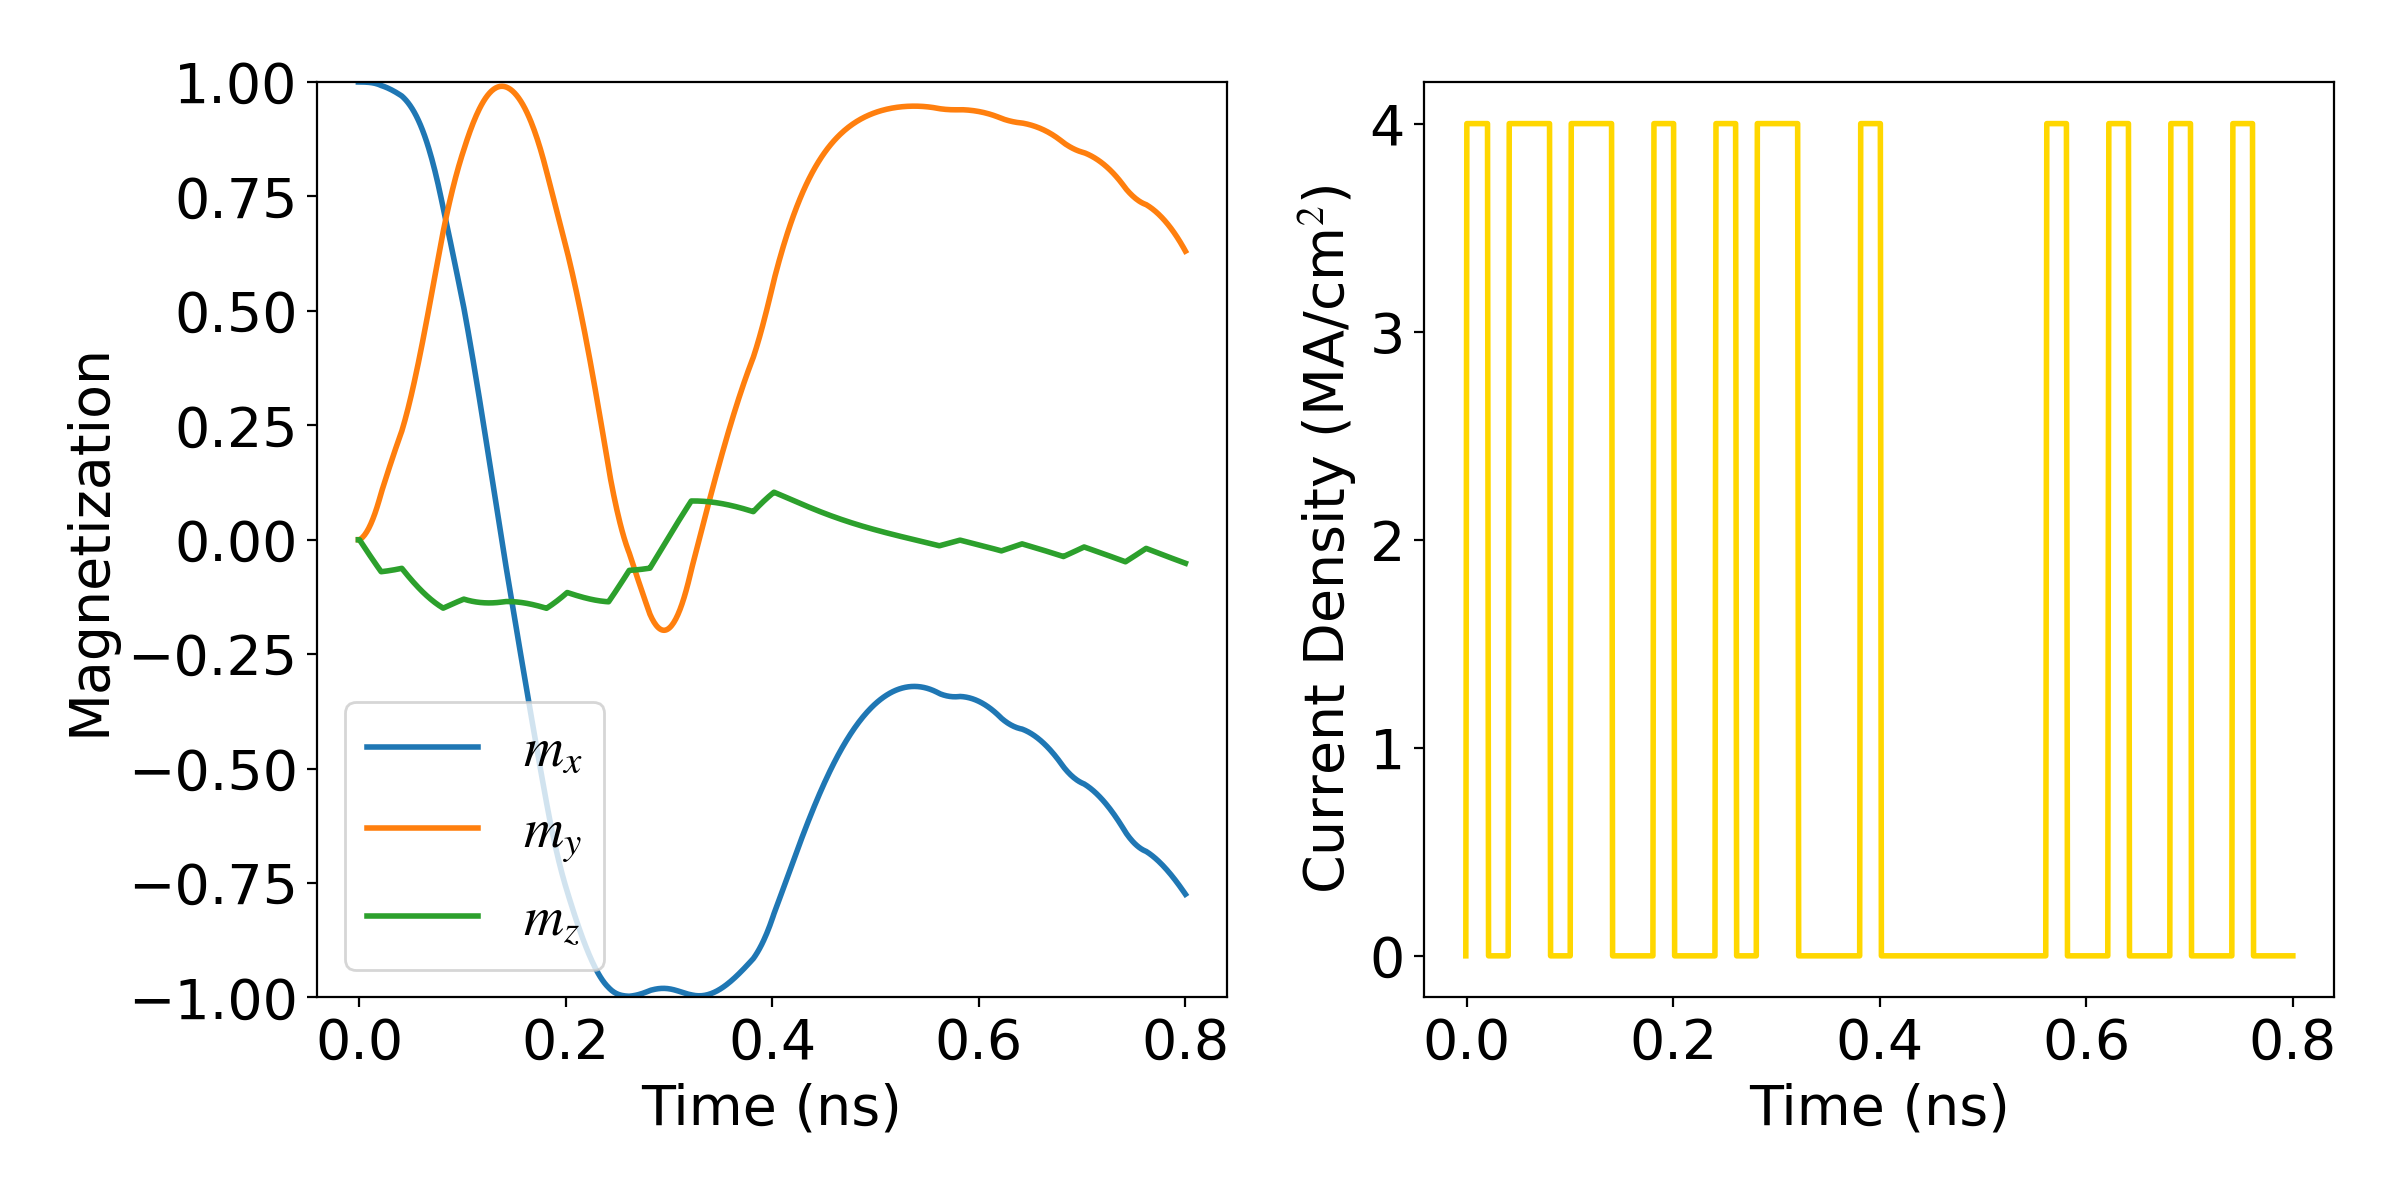 1.00
0.75
0.50
0.25
0.00
−0.25
−0.50
−0.75
−1.00
Magnetization
m_x
m_y
m_z
0.0 0.2 0.4 0.6 0.8
Time (ns)
4
3
2
1
0
Current Density (MA/cm²)
0.0 0.2 0.4 0.6 0.8
Time (ns)